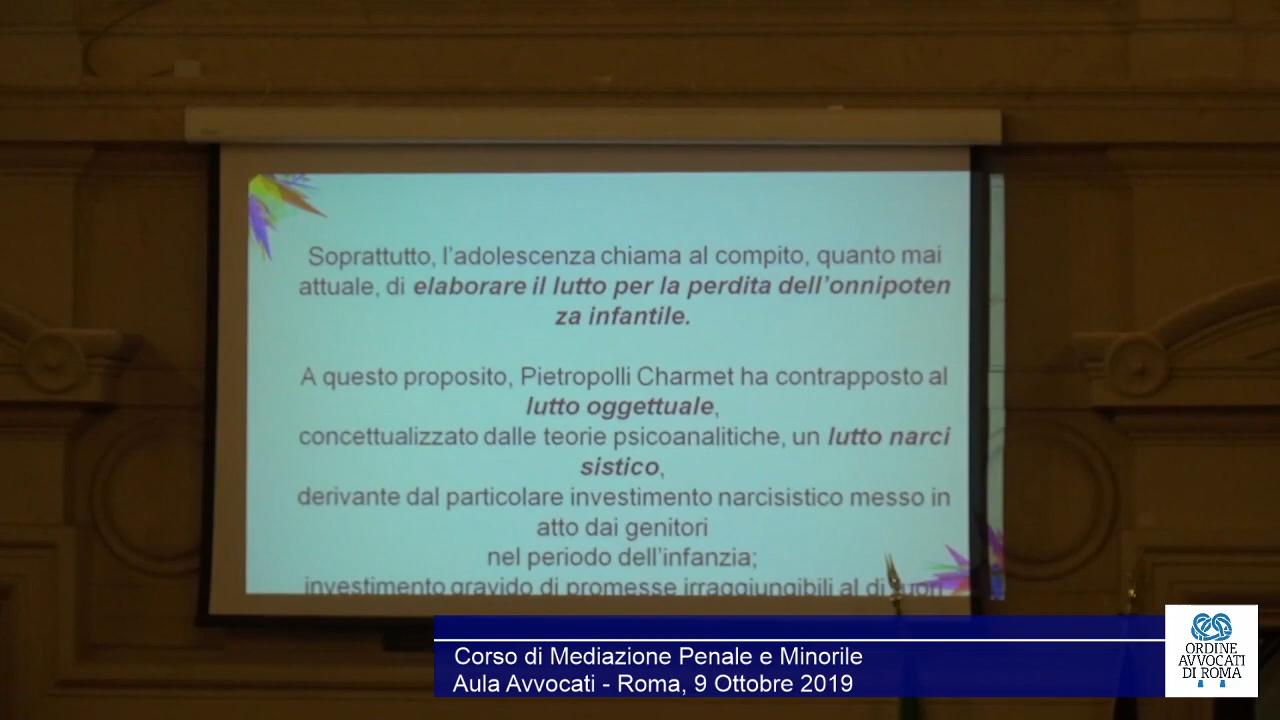 Soprattutto, l'adolescenza chiama al compito, quanto mai
attuale, di elaborare il lutto per la perdita dell'onnipoten
za infantile.
A questo proposito, Pietropolli Charmet ha contrapposto al
lutto oggettuale,
concettualizzato dalle teorie psicoanalitiche, un lutto narci
sistico,
derivante dal particolare investimento narcisistico messo in
atto dai genitori
nel periodo dell'infanzia;
investimento gravido di promesse irraggiungibili al di fuori
Corso di Mediazione Penale e Minorile
Aula Avvocati - Roma, 9 Ottobre 2019
ORDINE
AVVOCATI
DI ROMA